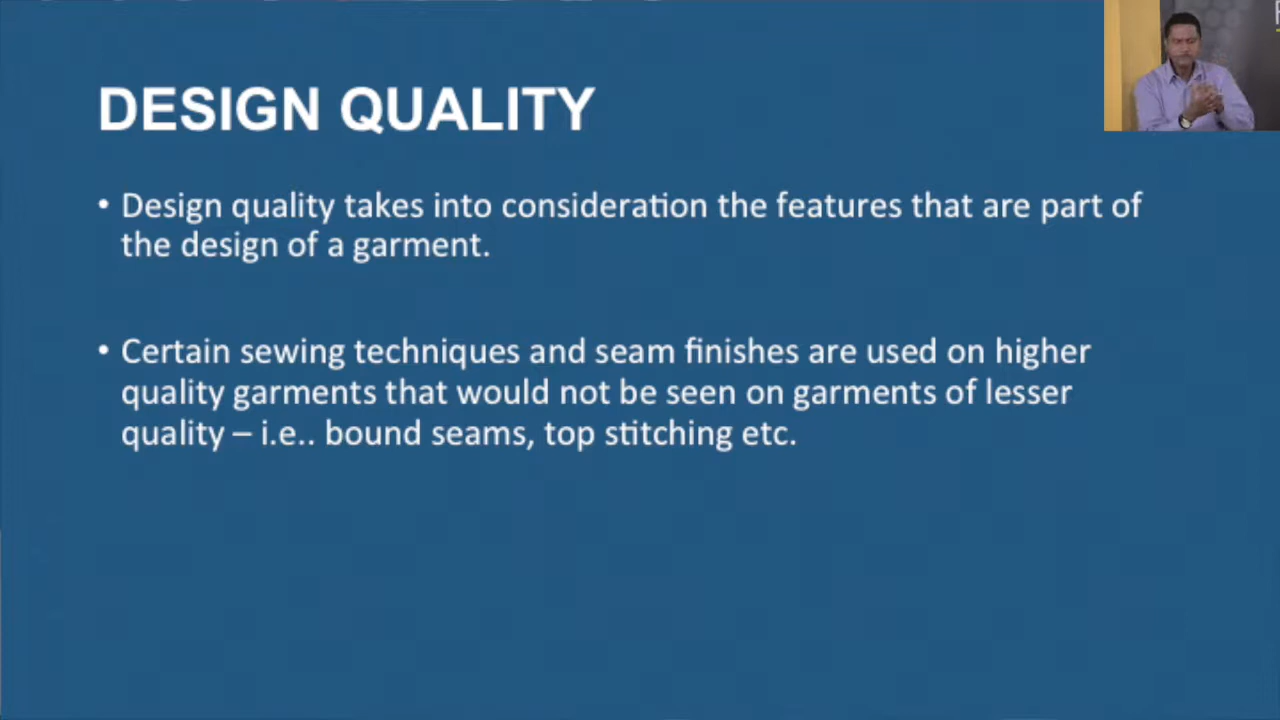 DESIGN QUALITY
• Design quality takes into consideration the features that are part of
the design of a garment.
• Certain sewing techniques and seam finishes are used on higher
quality garments that would not be seen on garments of lesser
quality – i.e.. bound seams, top stitching etc.